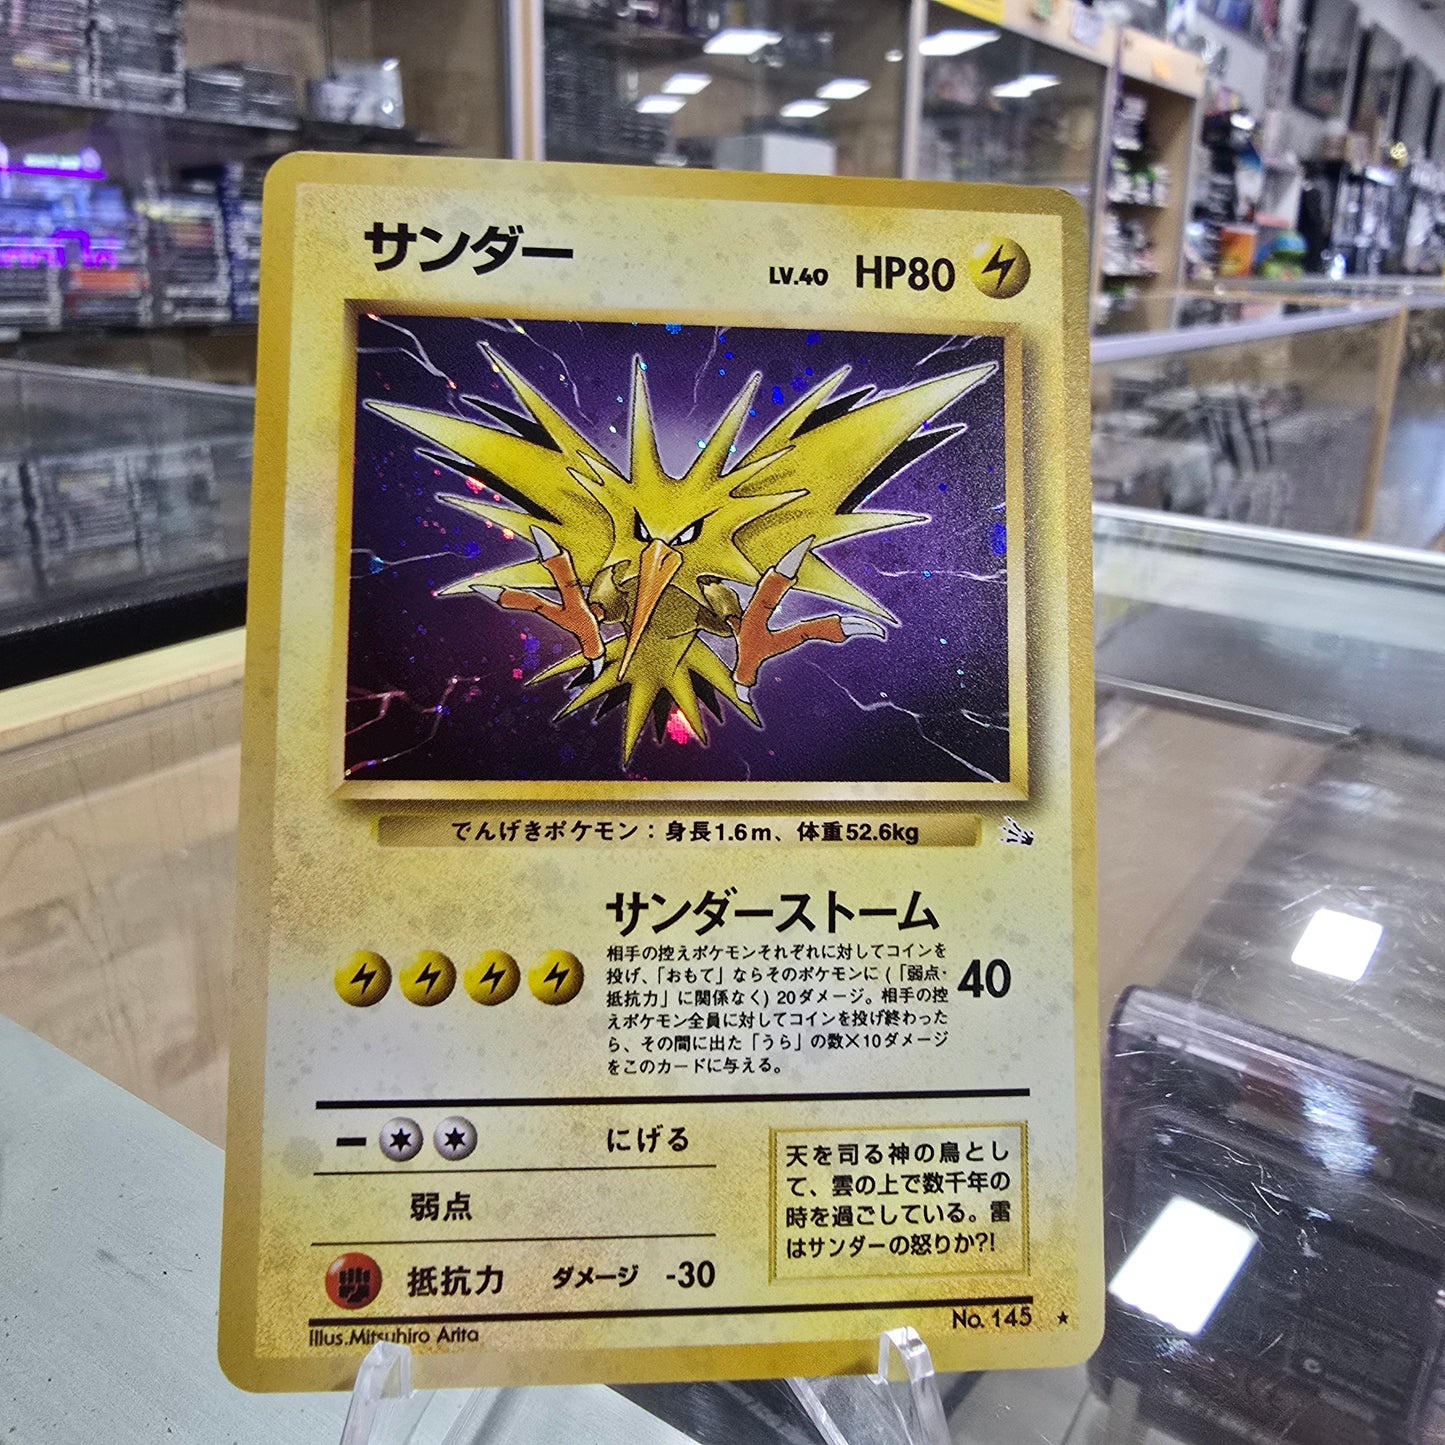 サンダー
LV.40 HP80
でんげきポケモン：身長1.6m、体重52.6kg
サンダーストーム
相手の控えポケモンそれぞれに対してコインを
投げ、「おもて」ならそのポケモンに (「弱点・
抵抗力」に関係なく) 20ダメージ。相手の控
えポケモン全員に対してコインを投げ終わった
ら、その間に出た「うら」の数×10ダメージ
をこのカードに与える。
40
にげる
弱点
抵抗力 ダメージ -30
天を司る神の鳥とし
て、雲の上で数千年の
時を過ごしている。雷
はサンダーの怒りか?!
No. 145 ★
Illus.Mitsuhiro Arita